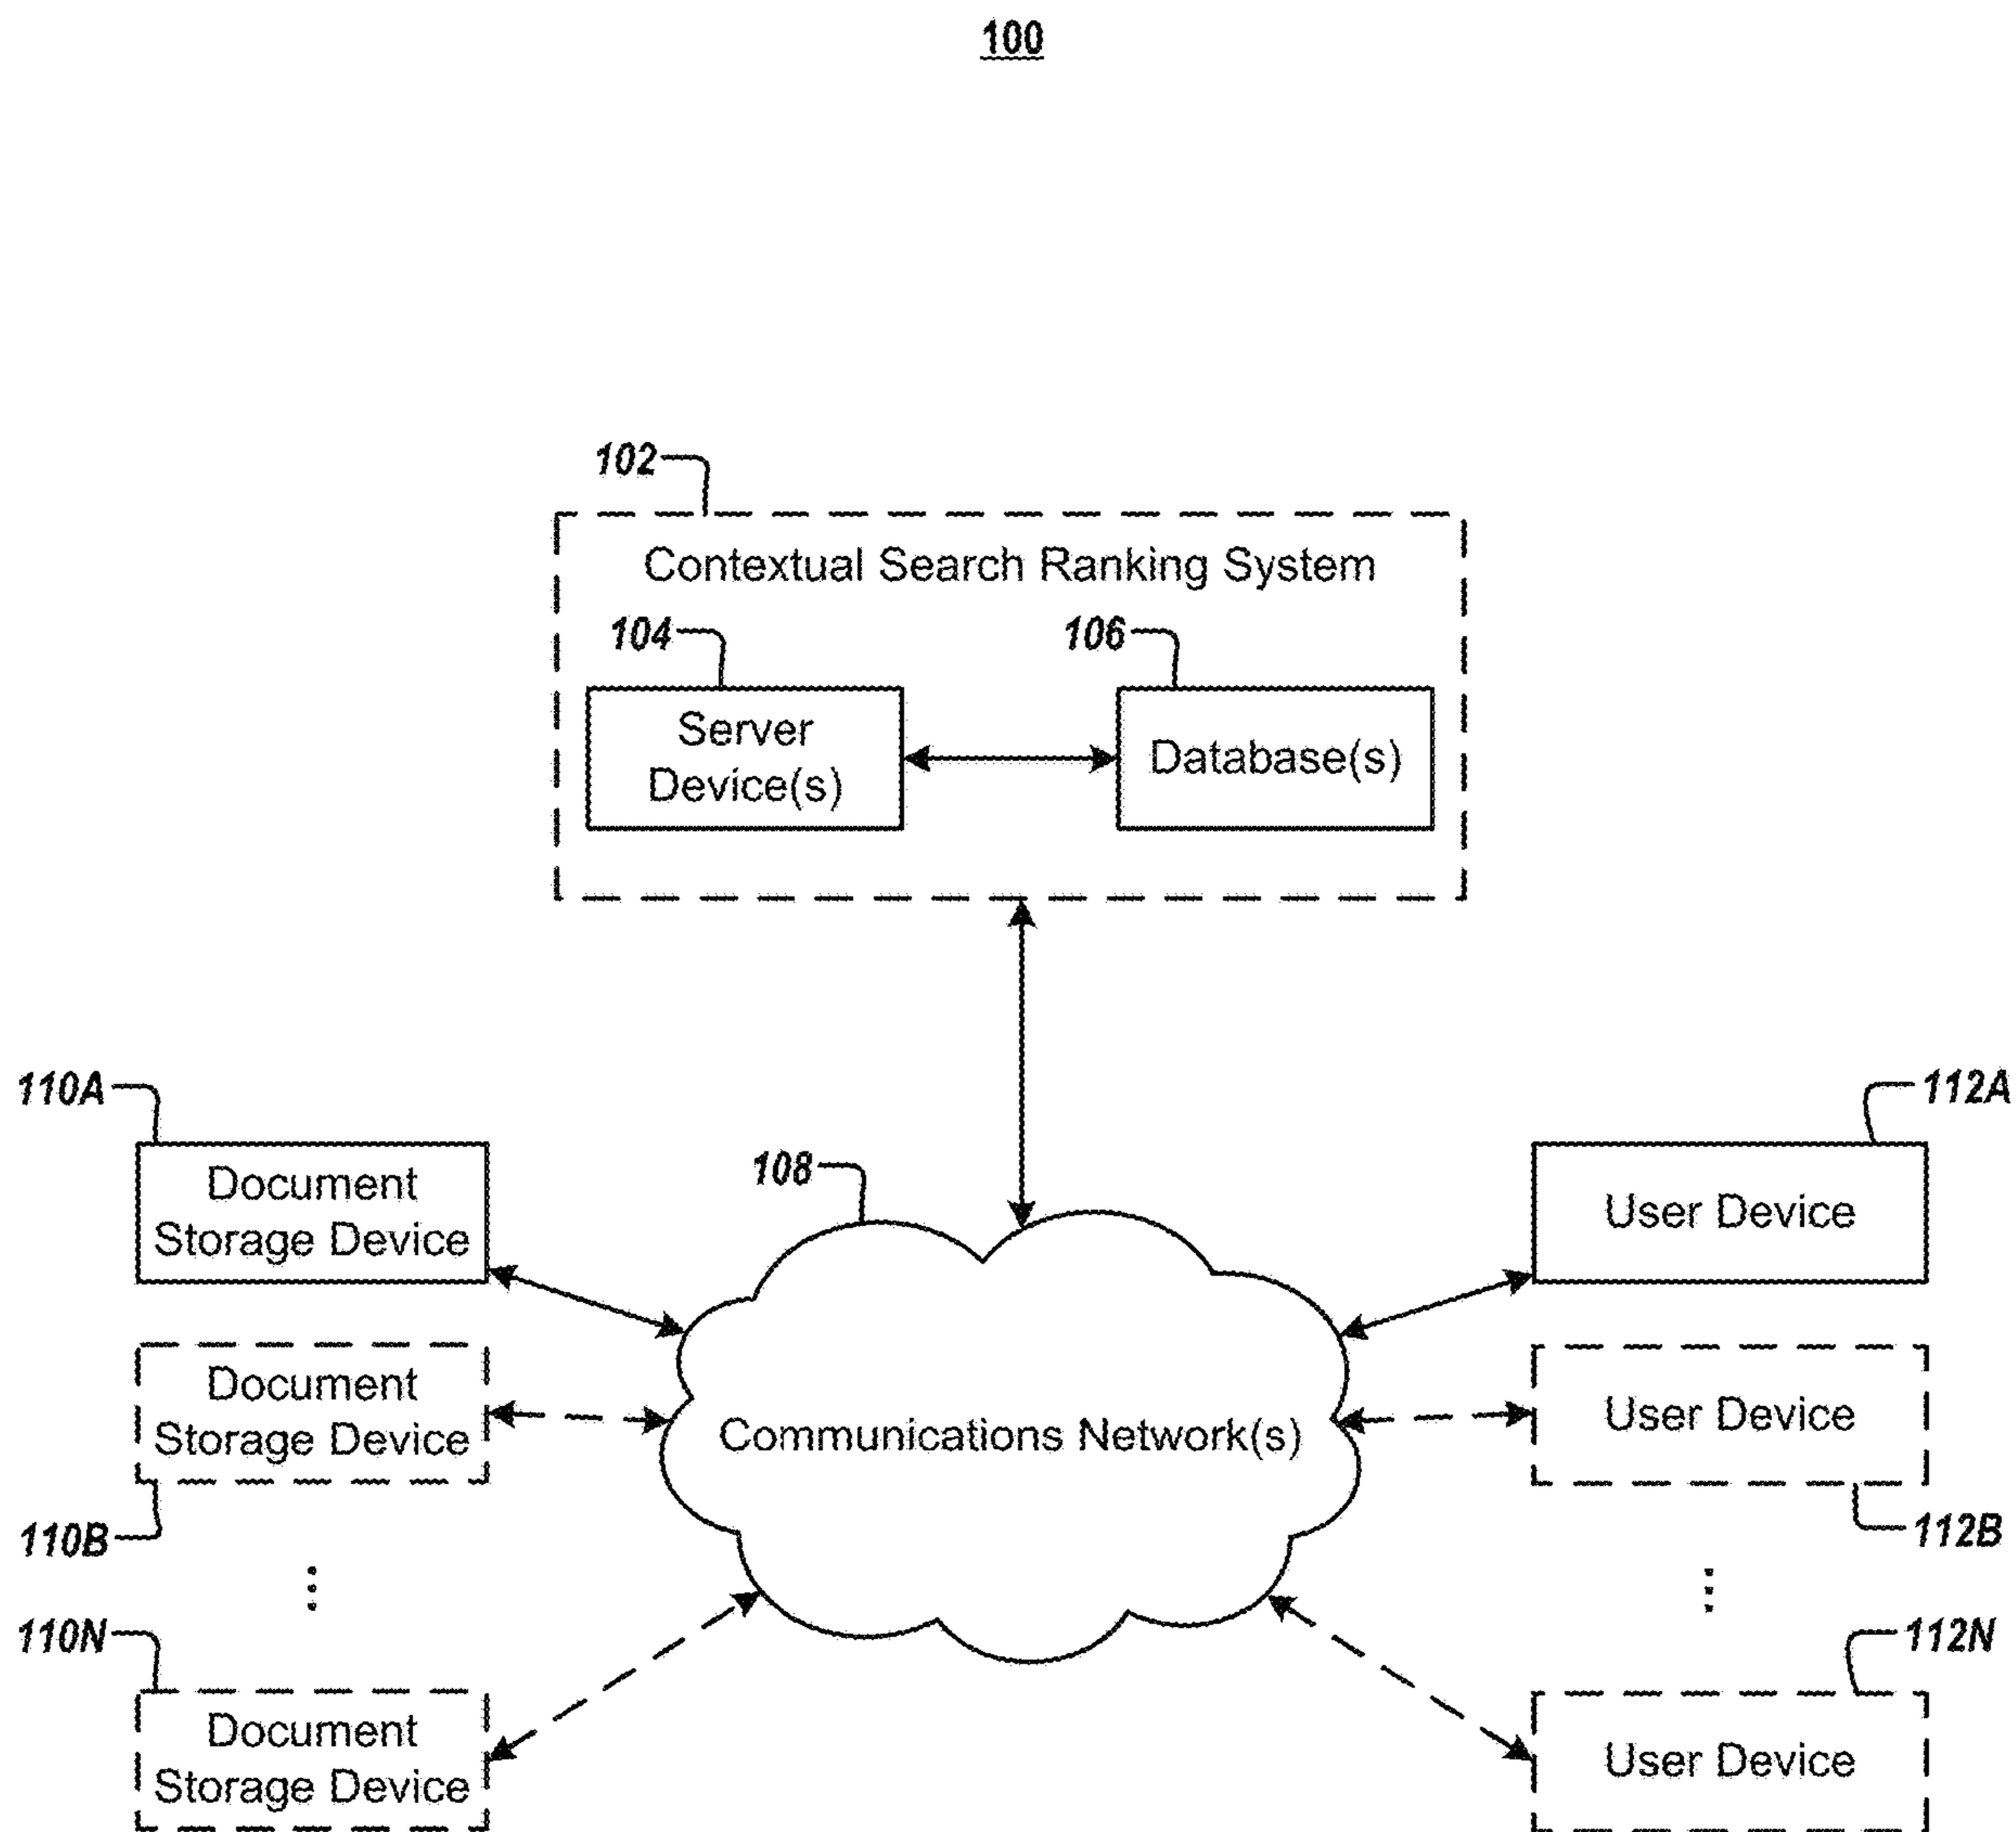 100
102
Contextual Search Ranking System
104
106
Server
Device(s)
Database(s)
110A
112A
108
Document
Storage Device
User Device
Document
Storage Device
Communications Network(s)
User Device
110B
112B
⋮
⋮
110N
112N
Document
Storage Device
User Device